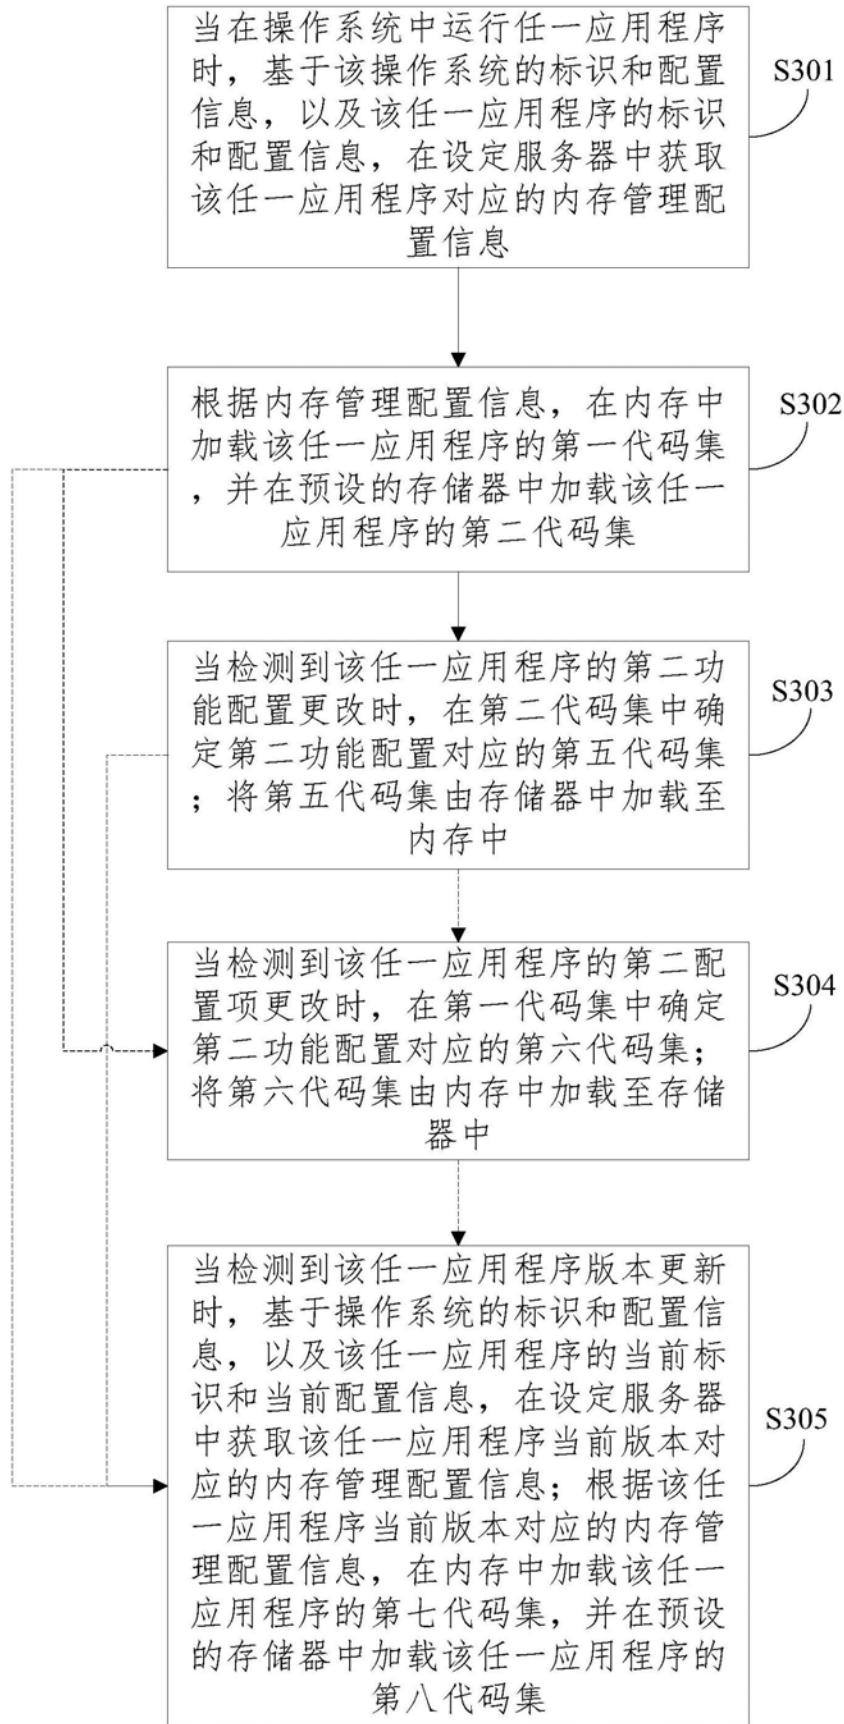 当在操作系统中运行任一应用程序
时，基于该操作系统的标识和配置
信息，以及该任一应用程序的标识
和配置信息，在设定服务器中获取
该任一应用程序对应的内存管理配
置信息
S301
根据内存管理配置信息，在内存中
加载该任一应用程序的第一代码集
，并在预设的存储器中加载该任一
应用程序的第二代码集
S302
当检测到该任一应用程序的第二功
能配置更改时，在第二代码集中确
定第二功能配置对应的第五代码集
；将第五代码集由存储器中加载至
内存中
S303
当检测到该任一应用程序的第二配
置项更改时，在第一代码集中确定
第二功能配置对应的第六代码集；
将第六代码集由内存中加载至存储
器中
S304
当检测到该任一应用程序版本更新
时，基于操作系统的标识和配置信
息，以及该任一应用程序的当前标
识和当前配置信息，在设定服务器
中获取该任一应用程序当前版本对
应的内存管理配置信息；根据该任
一应用程序当前版本对应的内存管
理配置信息，在内存中加载该任一
应用程序的第七代码集，并在预设
的存储器中加载该任一应用程序的
第八代码集
S305